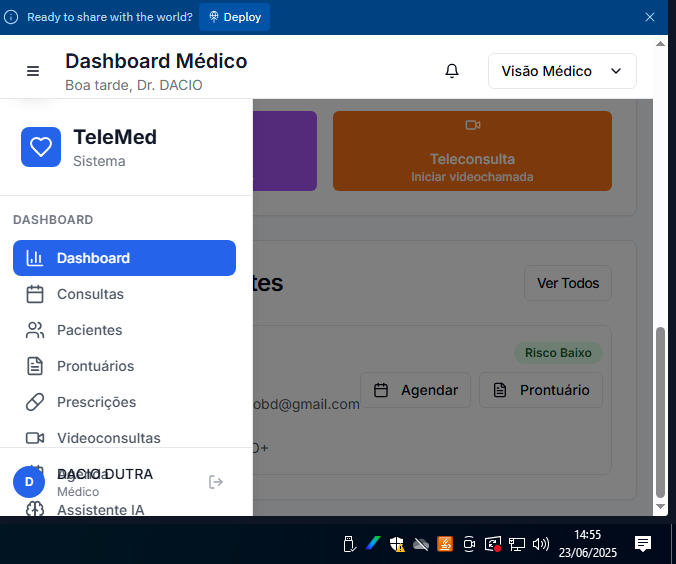 Ready to share with the world?
Deploy
Dashboard Médico
Boa tarde, Dr. DACIO
Visão Médico
TeleMed
Sistema
Teleconsulta
Iniciar videochamada
DASHBOARD
Dashboard
Consultas
Pacientes
Prontuários
Prescrições
Videoconsultas
Agenda
Assistente IA
tes
Ver Todos
Risco Baixo
obd@gmail.com
Agendar
Prontuário
O+
D
DACIO DUTRA
Médico
14:55
23/06/2025